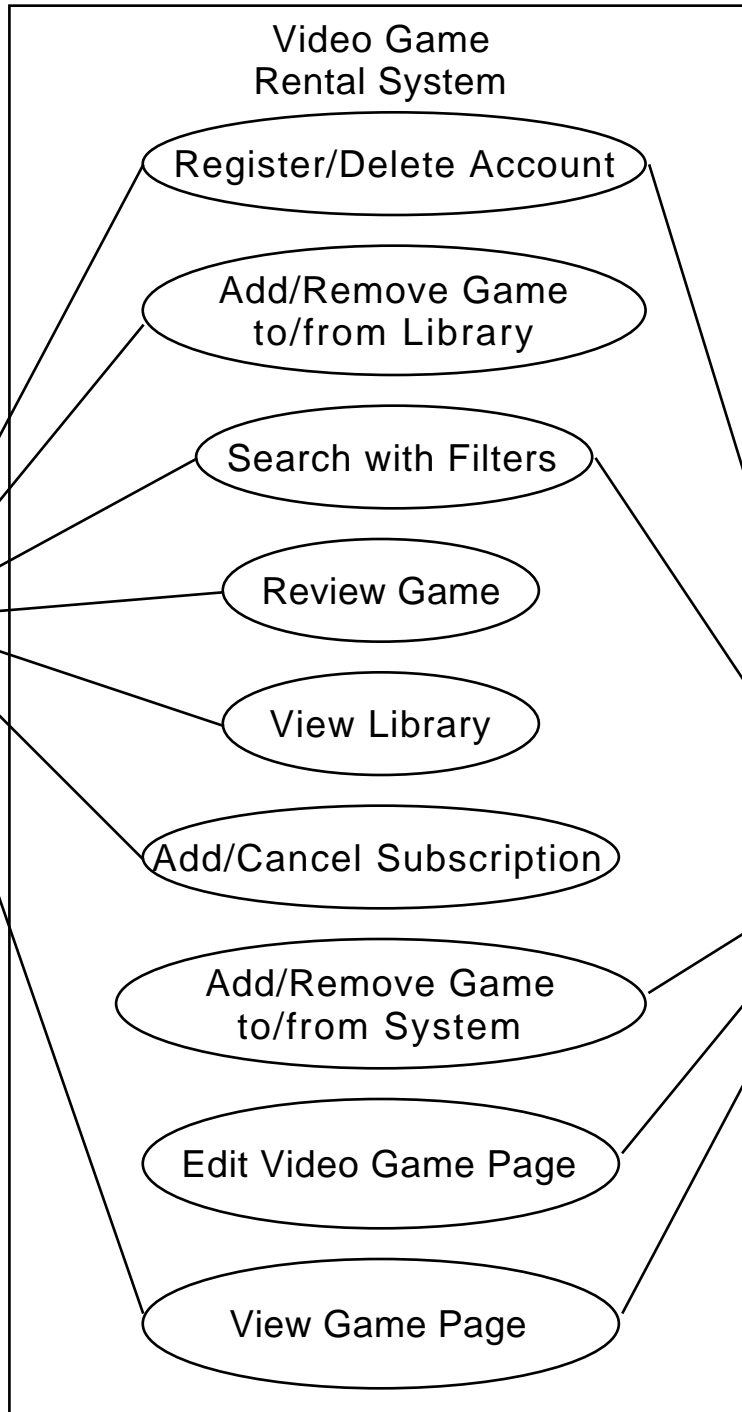 Video Game
Rental System
Register/Delete Account
Add/Remove Game
to/from Library
Search with Filters
Review Game
View Library
Add/Cancel Subscription
Add/Remove Game
to/from System
Edit Video Game Page
View Game Page